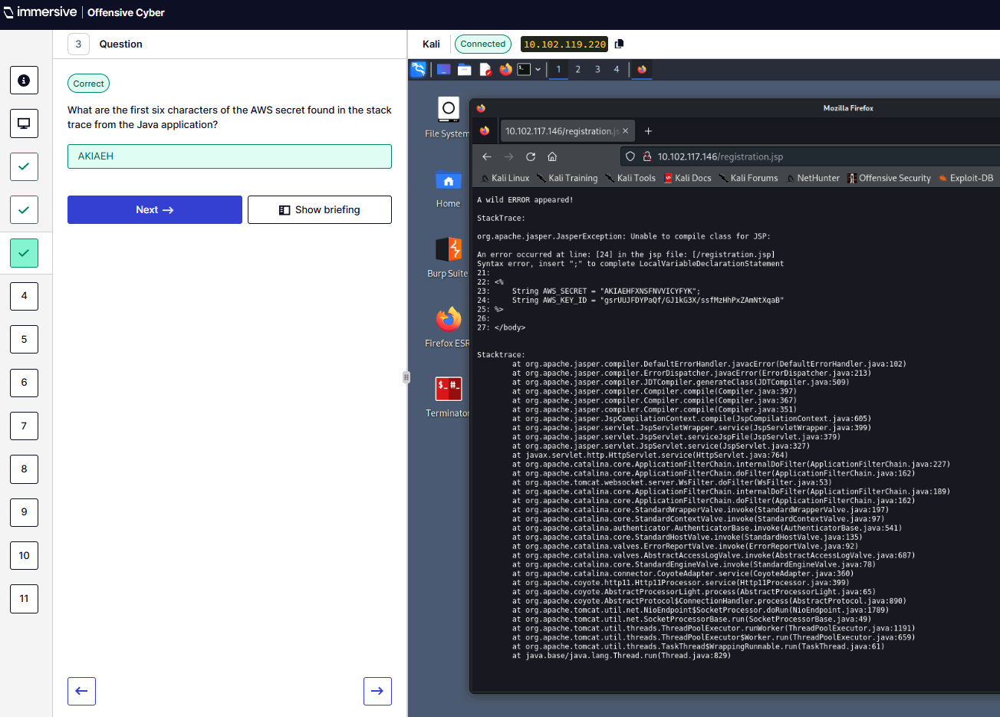 immersive | Offensive Cyber
3 Question
Correct
What are the first six characters of the AWS secret found in the stack
trace from the Java application?
AKIAEH
Next →
Show briefing
4
5
6
7
8
9
10
11
Kali Connected 10.102.119.220
1 2 3 4
File System
Home
Burp Suite
Firefox ESR
Terminator
Mozilla Firefox
10.102.117.146/registration.js
10.102.117.146/registration.jsp
Kali Linux Kali Training Kali Tools Kali Docs Kali Forums NetHunter Offensive Security Exploit-DB
A wild ERROR appeared!
StackTrace:
org.apache.jasper.JasperException: Unable to compile class for JSP:
An error occurred at line: [24] in the jsp file: [/registration.jsp]
Syntax error, insert ";" to complete LocalVariableDeclarationStatement
21:
22: <%
23:     String AWS_SECRET = "AKIAEHFXNSFNVVICYFYK";
24:     String AWS_KEY_ID = "gsrUUJFDYPaQf/GJ1kG3X/ssfMzHhPxZAmNtXqaB"
25: %>
26:
27: </body>
Stacktrace:
at org.apache.jasper.compiler.DefaultErrorHandler.javacError(DefaultErrorHandler.java:102)
at org.apache.jasper.compiler.ErrorDispatcher.javacError(ErrorDispatcher.java:213)
at org.apache.jasper.compiler.JDTCompiler.generateClass(JDTCompiler.java:509)
at org.apache.jasper.compiler.Compiler.compile(Compiler.java:397)
at org.apache.jasper.compiler.Compiler.compile(Compiler.java:367)
at org.apache.jasper.compiler.Compiler.compile(Compiler.java:351)
at org.apache.jasper.JspCompilationContext.compile(JspCompilationContext.java:605)
at org.apache.jasper.servlet.JspServletWrapper.service(JspServletWrapper.java:399)
at org.apache.jasper.servlet.JspServlet.serviceJspFile(JspServlet.java:379)
at org.apache.jasper.servlet.JspServlet.service(JspServlet.java:327)
at javax.servlet.http.HttpServlet.service(HttpServlet.java:764)
at org.apache.catalina.core.ApplicationFilterChain.internalDoFilter(ApplicationFilterChain.java:227)
at org.apache.catalina.core.ApplicationFilterChain.doFilter(ApplicationFilterChain.java:162)
at org.apache.tomcat.websocket.server.WsFilter.doFilter(WsFilter.java:53)
at org.apache.catalina.core.ApplicationFilterChain.internalDoFilter(ApplicationFilterChain.java:189)
at org.apache.catalina.core.ApplicationFilterChain.doFilter(ApplicationFilterChain.java:162)
at org.apache.catalina.core.StandardWrapperValve.invoke(StandardWrapperValve.java:197)
at org.apache.catalina.core.StandardContextValve.invoke(StandardContextValve.java:97)
at org.apache.catalina.authenticator.AuthenticatorBase.invoke(AuthenticatorBase.java:541)
at org.apache.catalina.core.StandardHostValve.invoke(StandardHostValve.java:135)
at org.apache.catalina.valves.ErrorReportValve.invoke(ErrorReportValve.java:92)
at org.apache.catalina.valves.AbstractAccessLogValve.invoke(AbstractAccessLogValve.java:687)
at org.apache.catalina.core.StandardEngineValve.invoke(StandardEngineValve.java:78)
at org.apache.catalina.connector.CoyoteAdapter.service(CoyoteAdapter.java:360)
at org.apache.coyote.http11.Http11Processor.service(Http11Processor.java:399)
at org.apache.coyote.AbstractProcessorLight.process(AbstractProcessorLight.java:65)
at org.apache.coyote.AbstractProtocol$ConnectionHandler.process(AbstractProtocol.java:890)
at org.apache.tomcat.util.net.NioEndpoint$SocketProcessor.doRun(NioEndpoint.java:1789)
at org.apache.tomcat.util.net.SocketProcessorBase.run(SocketProcessorBase.java:49)
at org.apache.tomcat.util.threads.ThreadPoolExecutor.runWorker(ThreadPoolExecutor.java:1191)
at org.apache.tomcat.util.threads.ThreadPoolExecutor$Worker.run(ThreadPoolExecutor.java:659)
at org.apache.tomcat.util.threads.TaskThread$WrappingRunnable.run(TaskThread.java:61)
at java.base/java.lang.Thread.run(Thread.java:829)